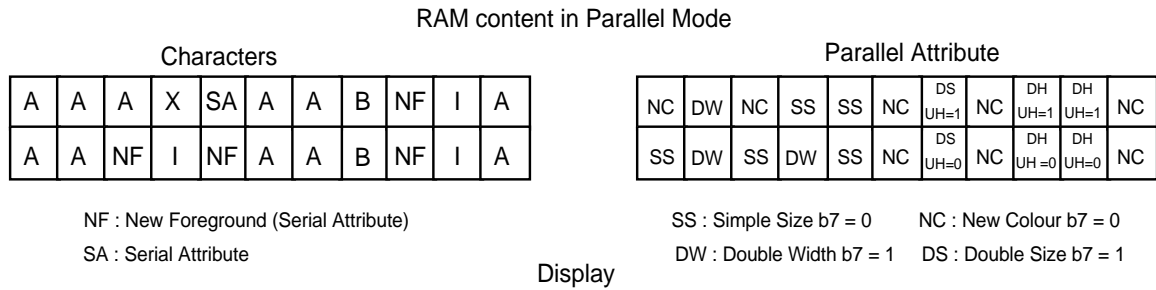 RAM content in Parallel Mode
Characters Parallel Attribute
A A A X SA A A B NF I A
NC DW NC SS SS NC DS UH=1 NC DH UH=1 DH UH=1 NC
A A NF I NF A A B NF I A
SS DW SS DW SS NC DS UH=0 NC DH UH =0 DH UH=0 NC
NF : New Foreground (Serial Attribute)
SS : Simple Size b7 = 0 NC : New Colour b7 = 0
SA : Serial Attribute
DW : Double Width b7 = 1 DS : Double Size b7 = 1
Display